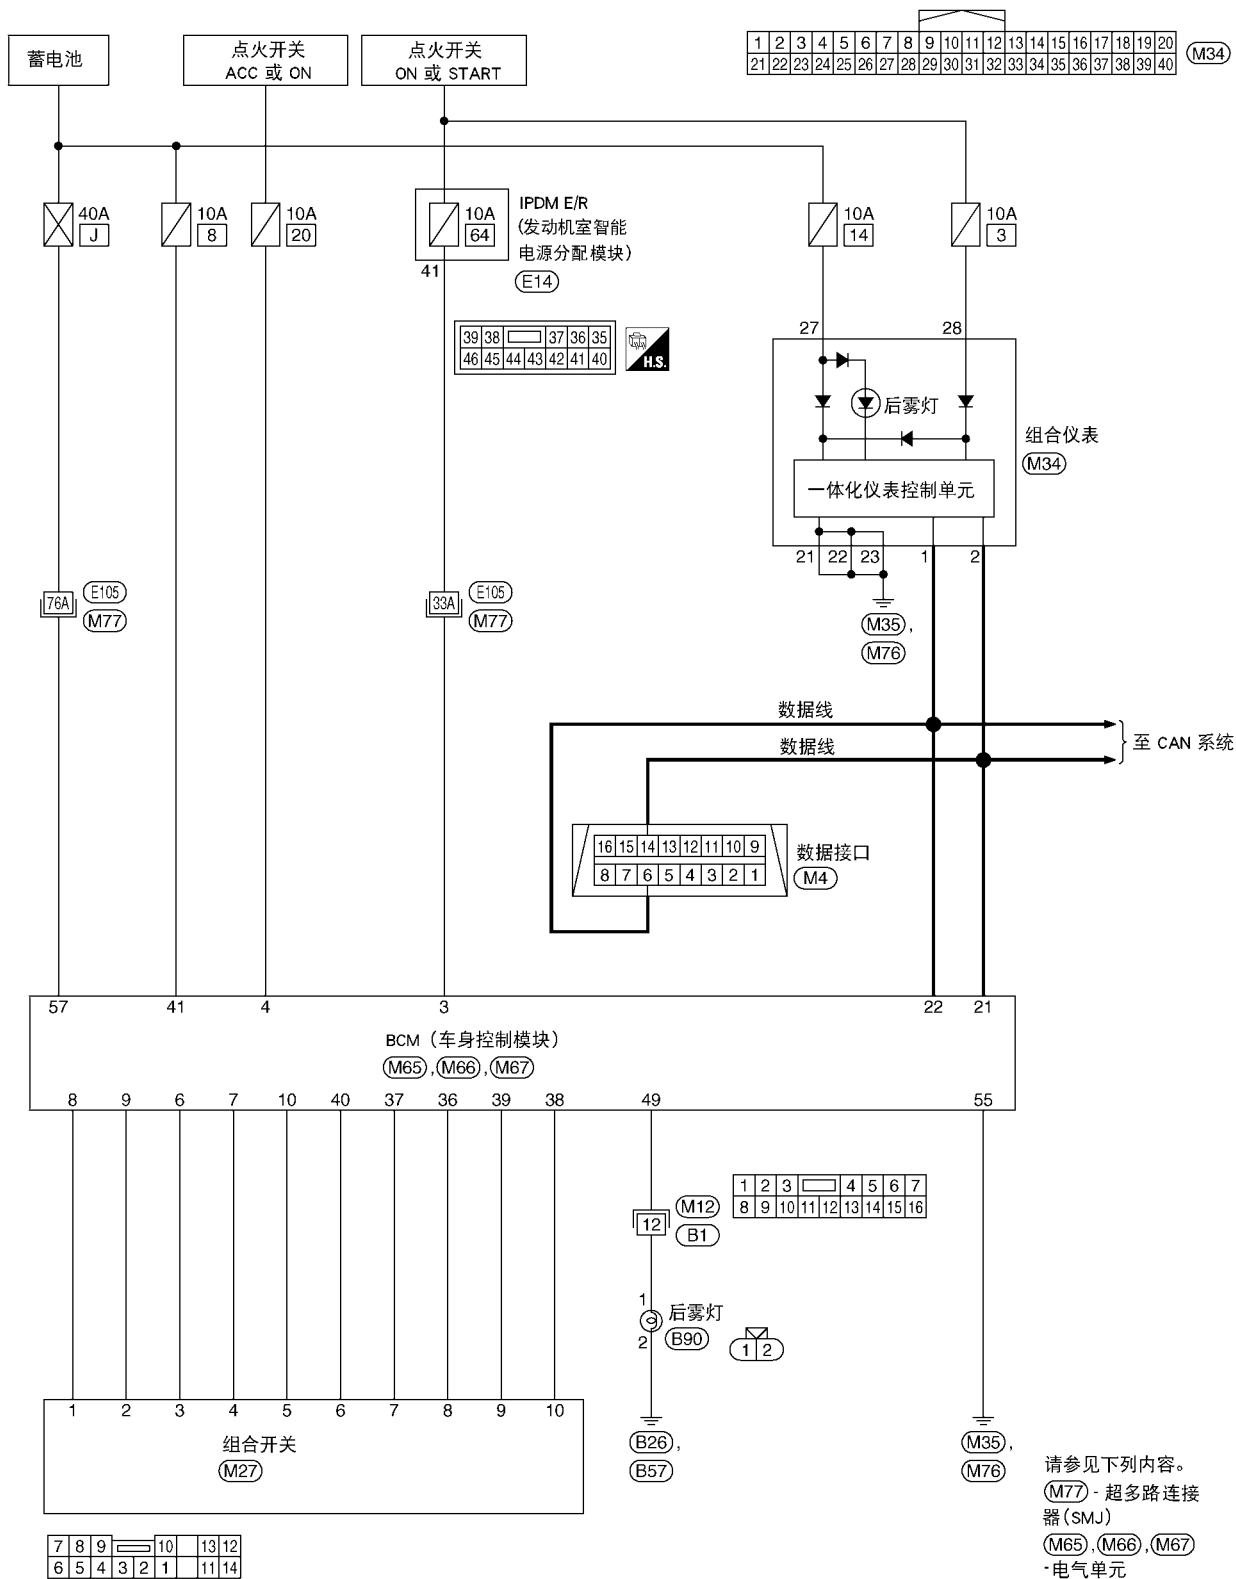 蓄电池
点火开关
ACC 或 ON
点火开关
ON 或 START
1 2 3 4 5 6 7 8 9 10 11 12 13 14 15 16 17 18 19 20
21 22 23 24 25 26 27 28 29 30 31 32 33 34 35 36 37 38 39 40
M34
40A
J
10A
8
10A
20
10A
64
41
IPDM E/R
(发动机室智能
电源分配模块)
E14
10A
14
10A
3
39 38 37 36 35
46 45 44 43 42 41 40
H.S.
27
28
后雾灯
一体化仪表控制单元
组合仪表
M34
21 22 23 1 2
M35,
M76
76A
E105
M77
33A
E105
M77
数据线
数据线
至 CAN 系统
16 15 14 13 12 11 10 9
8 7 6 5 4 3 2 1
数据接口
M4
57 41 4 3 22 21
BCM (车身控制模块)
M65, M66, M67
8 9 6 7 10 40 37 36 39 38 49 55
12
M12
B1
1 2 3 4 5 6 7
8 9 10 11 12 13 14 15 16
1
2
后雾灯
B90
1 2
1 2 3 4 5 6 7 8 9 10
组合开关
M27
B26,
B57
M35,
M76
7 8 9 10 13 12
6 5 4 3 2 1 11 14
请参见下列内容。
M77 - 超多路连接
器(SMJ)
M65, M66, M67
-电气单元